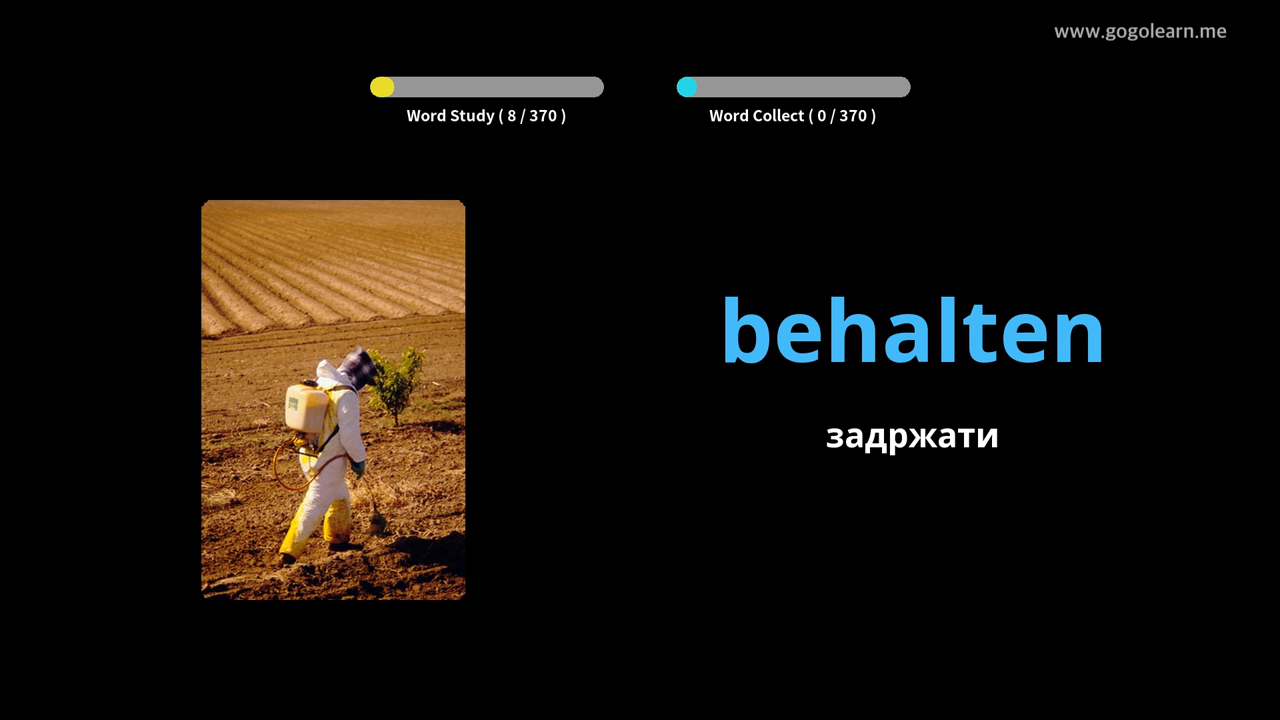 www.gogolearn.me
Word Study ( 8 / 370 )
Word Collect ( 0 / 370 )
behalten
задржати